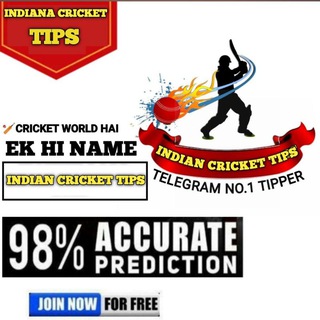 INDIANA CRICKET
TIPS
CRICKET WORLD HAI
EK HI NAME
INDIAN CRICKET TIPS
INDIAN CRICKET TIPS
TELEGRAM NO.1 TIPPER
98% ACCURATE
PREDICTION
JOIN NOW FOR FREE